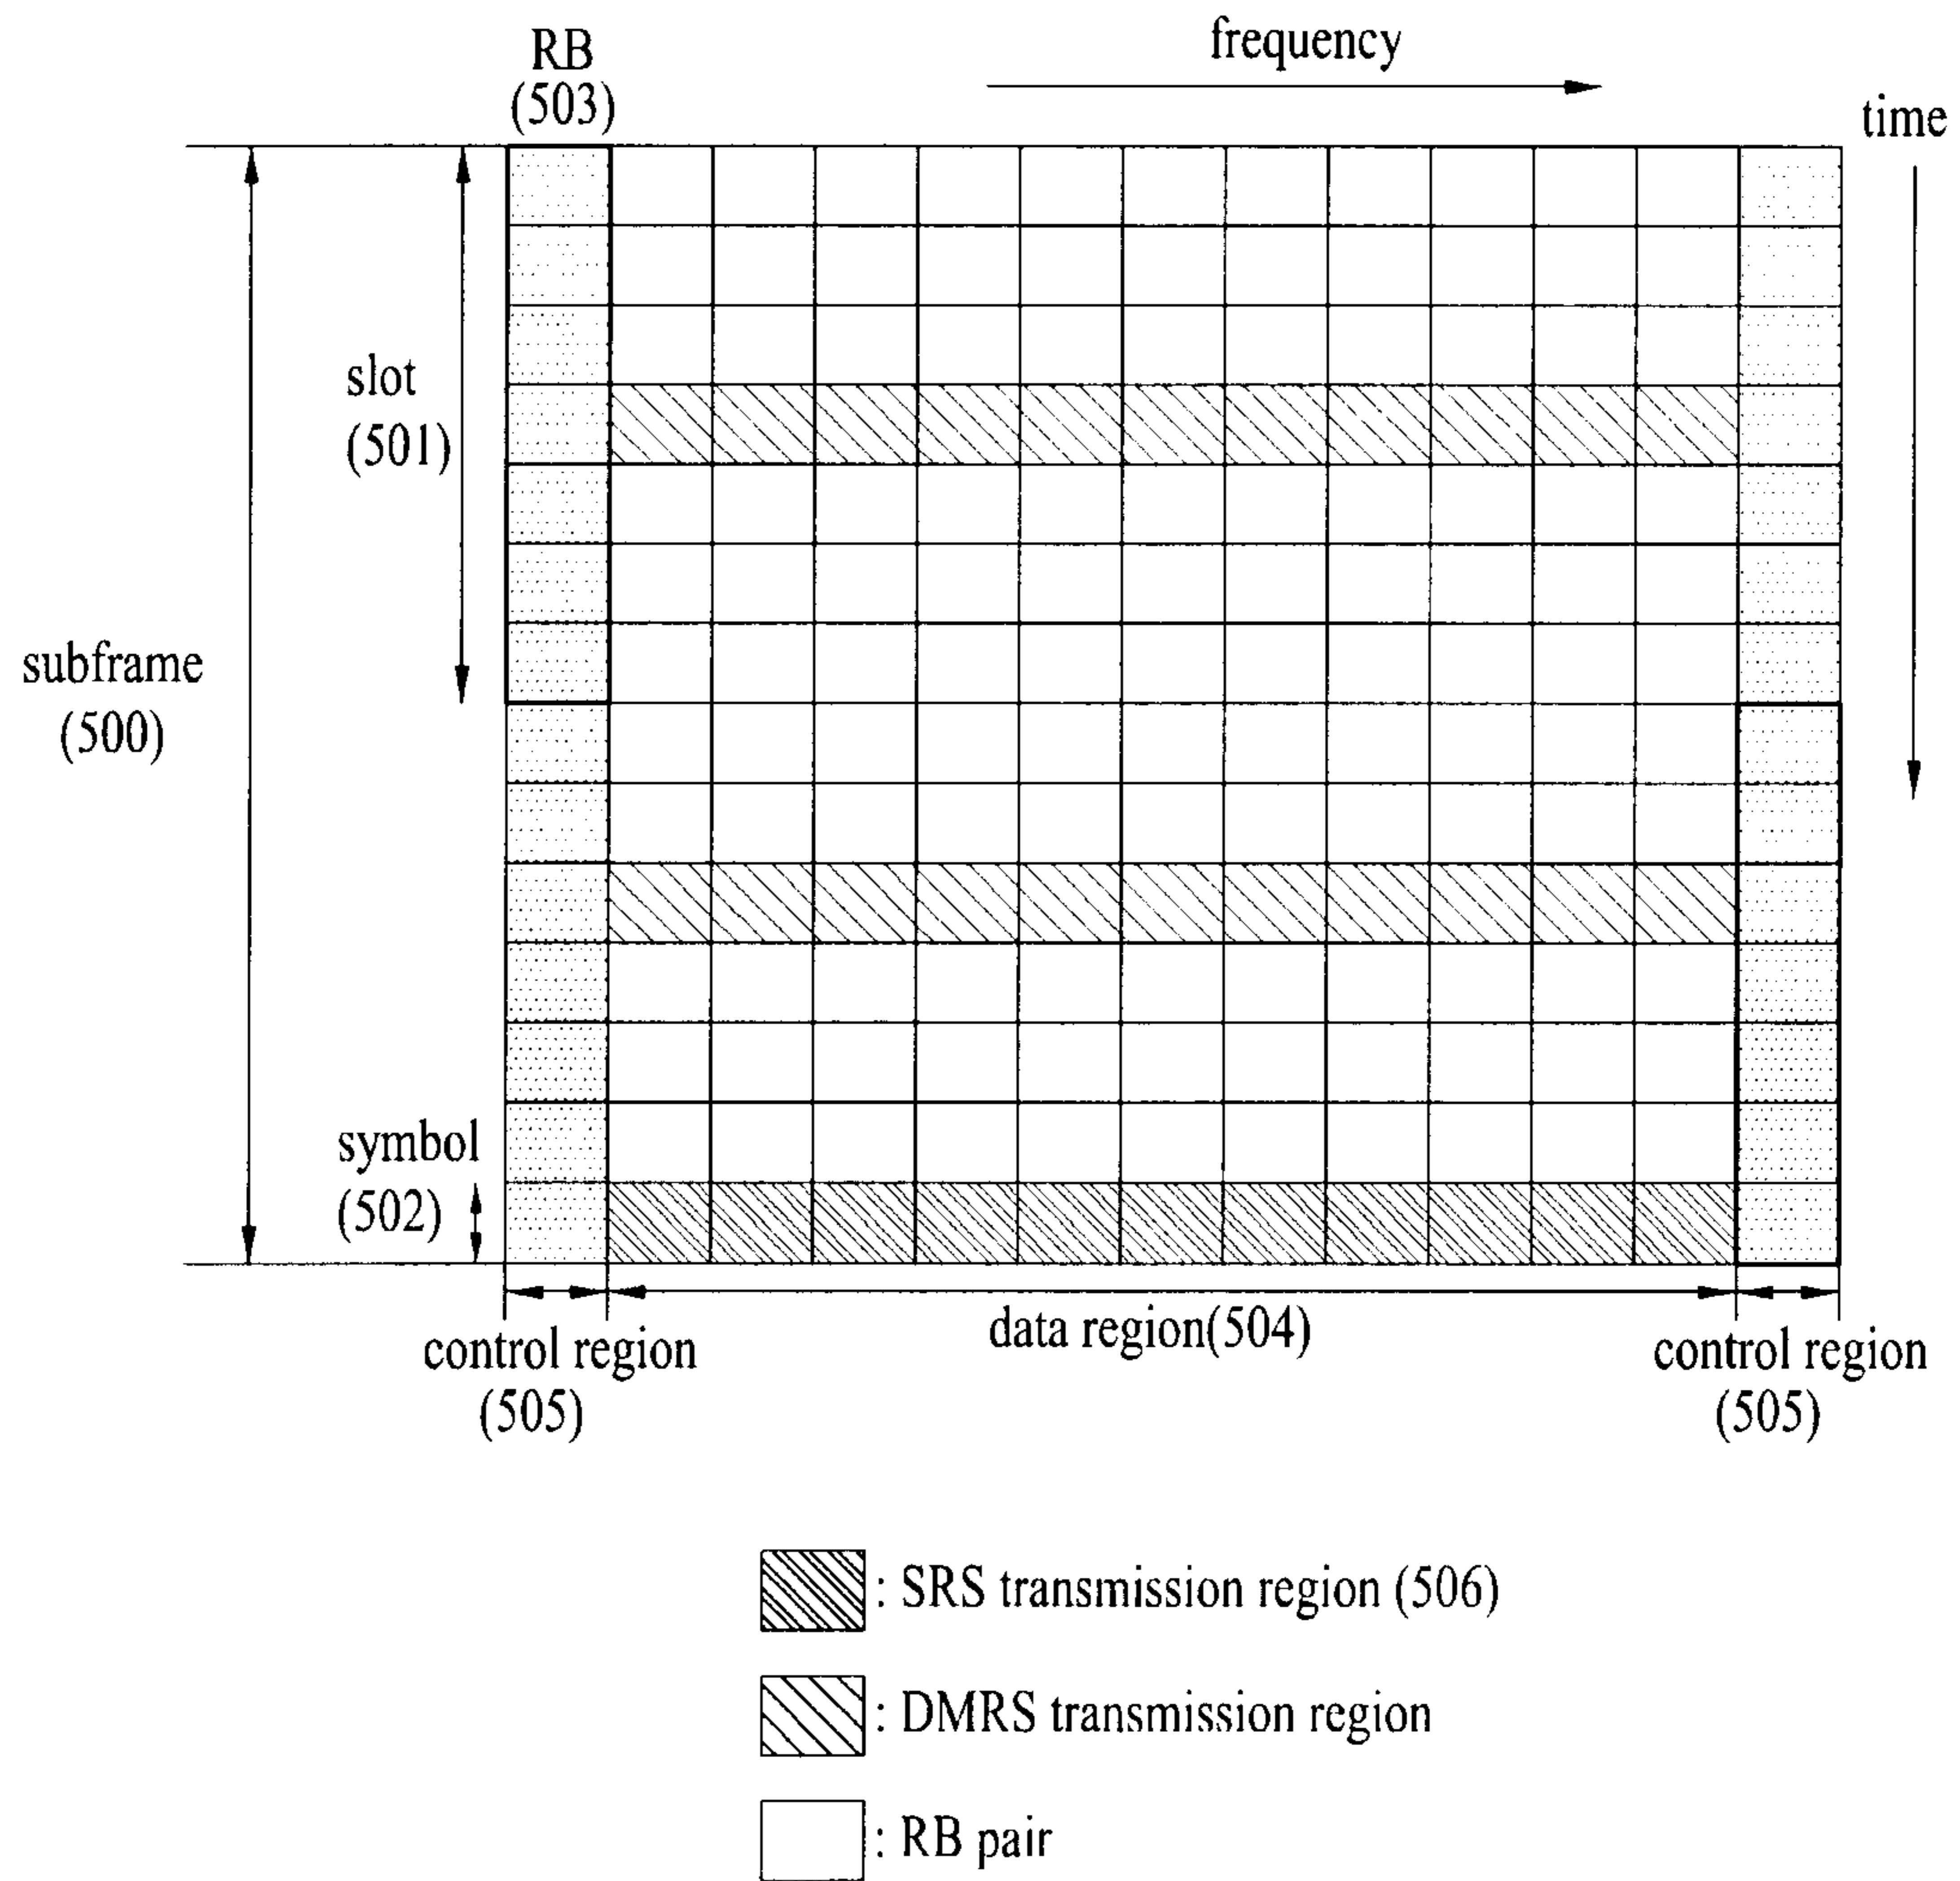 RB
(503)
frequency
time
slot
(501)
subframe
(500)
symbol
(502)
data region(504)
control region
(505)
control region
(505)
: SRS transmission region (506)
: DMRS transmission region
: RB pair